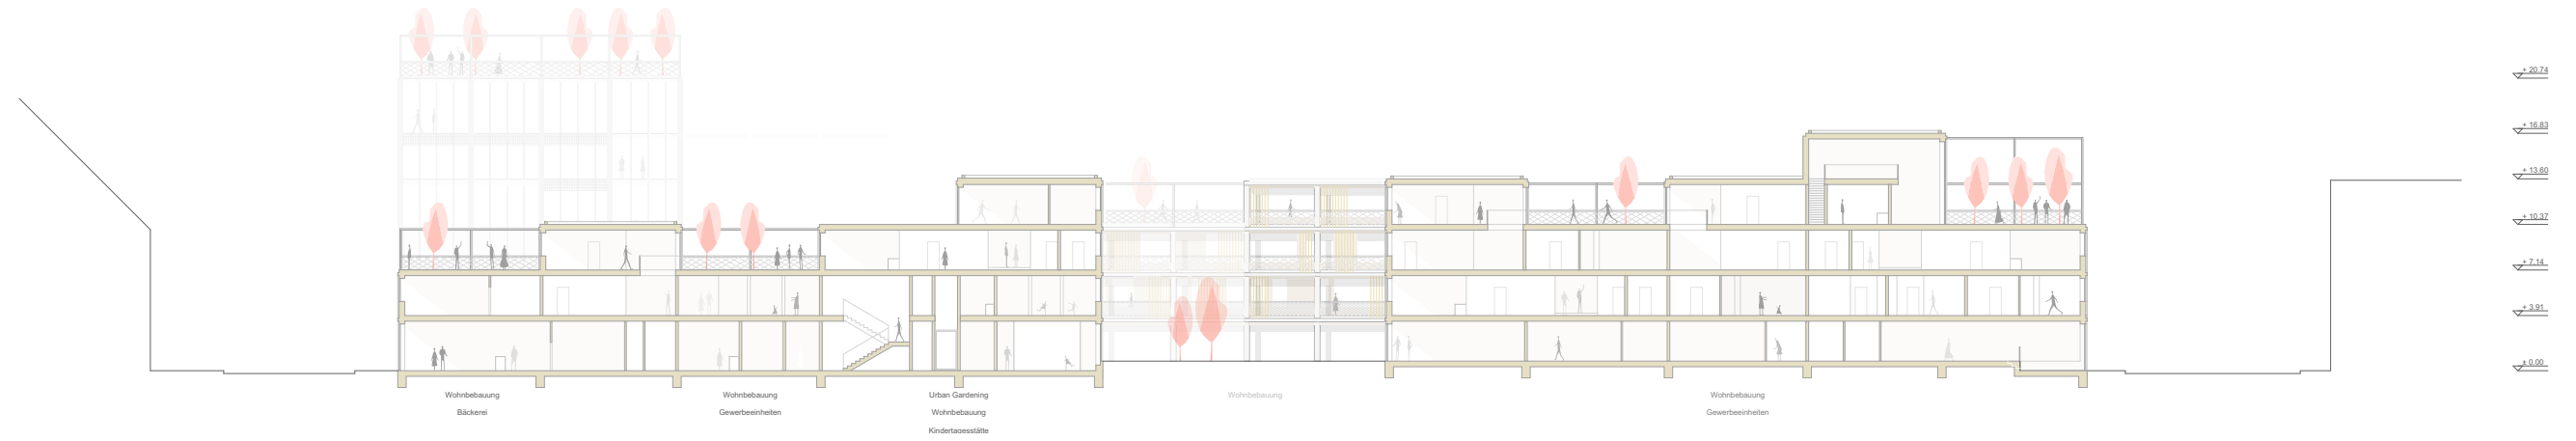 + 20.74
+ 16.83
+ 13.60
+ 10.37
+ 7.14
+ 3.91
± 0.00
Wohnbebauung
Bäckerei
Wohnbebauung
Gewerbeeinheiten
Urban Gardening
Wohnbebauung
Kindertagesstätte
Wohnbebauung
Wohnbebauung
Gewerbeeinheiten